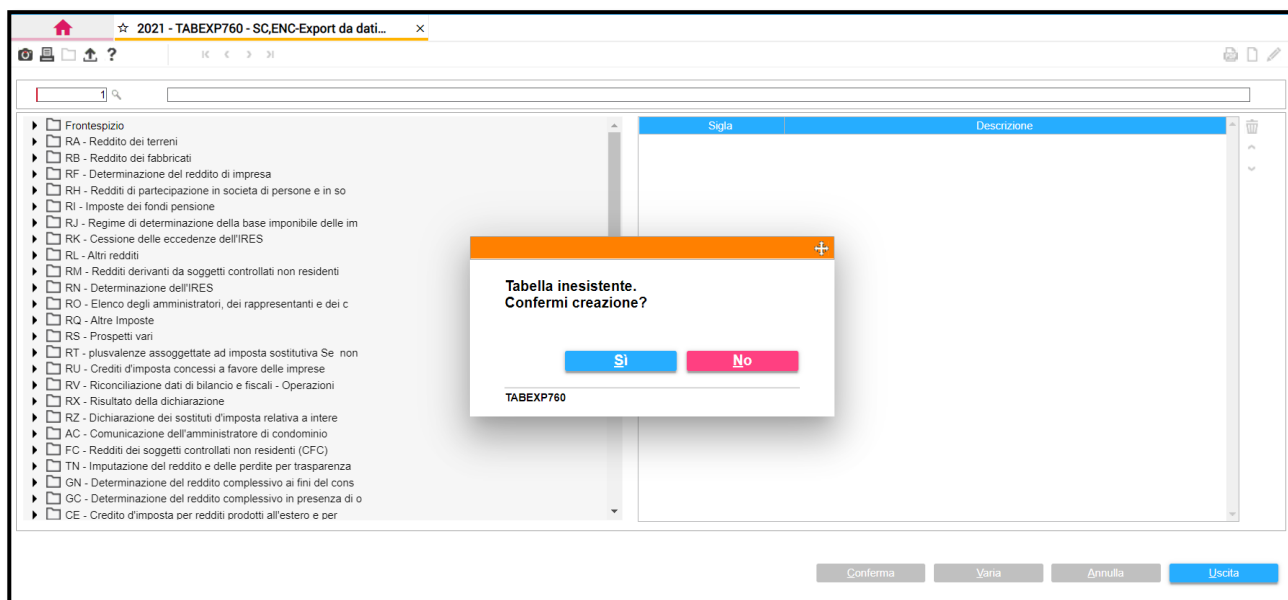 ☆ 2021 - TABEXP760 - SC,ENC-Export da dati... ×
?
1
Frontespizio
RA - Reddito dei terreni
RB - Reddito dei fabbricati
RF - Determinazione del reddito di impresa
RH - Redditi di partecipazione in societa di persone e in so
RI - Imposte dei fondi pensione
RJ - Regime di determinazione della base imponibile delle im
RK - Cessione delle eccedenze dell'IRES
RL - Altri redditi
RM - Redditi derivanti da soggetti controllati non residenti
RN - Determinazione dell'IRES
RO - Elenco degli amministratori, dei rappresentanti e dei c
RQ - Altre Imposte
RS - Prospetti vari
RT - plusvalenze assoggettate ad imposta sostitutiva Se non
RU - Crediti d'imposta concessi a favore delle imprese
RV - Riconciliazione dati di bilancio e fiscali - Operazioni
RX - Risultato della dichiarazione
RZ - Dichiarazione dei sostituti d'imposta relativa a intere
AC - Comunicazione dell'amministratore di condominio
FC - Redditi dei soggetti controllati non residenti (CFC)
TN - Imputazione del reddito e delle perdite per trasparenza
GN - Determinazione del reddito complessivo ai fini del cons
GC - Determinazione del reddito complessivo in presenza di o
CE - Credito d'imposta per redditi prodotti all'estero e per
Sigla Descrizione
Tabella inesistente.
Confermi creazione?
Sì No
TABEXP760
Conferma Varia Annulla Uscita